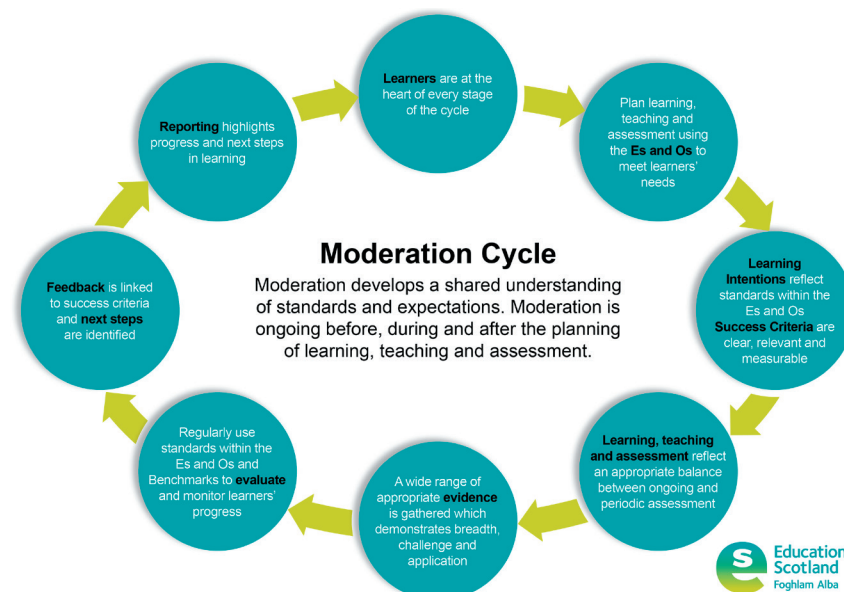 Learners are at the
heart of every stage
of the cycle
Plan learning,
teaching and
assessment using
the Es and Os to
meet learners'
needs
Learning
Intentions reflect
standards within the
Es and Os
Success Criteria are
clear, relevant and
measurable
Learning, teaching
and assessment reflect
an appropriate balance
between ongoing and
periodic assessment
A wide range of
appropriate evidence
is gathered which
demonstrates breadth,
challenge and
application
Regularly use
standards within the
Es and Os and
Benchmarks to evaluate
and monitor learners'
progress
Feedback is linked
to success criteria
and next steps
are identified
Reporting highlights
progress and next steps
in learning
Moderation Cycle
Moderation develops a shared understanding
of standards and expectations. Moderation is
ongoing before, during and after the planning
of learning, teaching and assessment.
Education
Scotland
Foghlam Alba